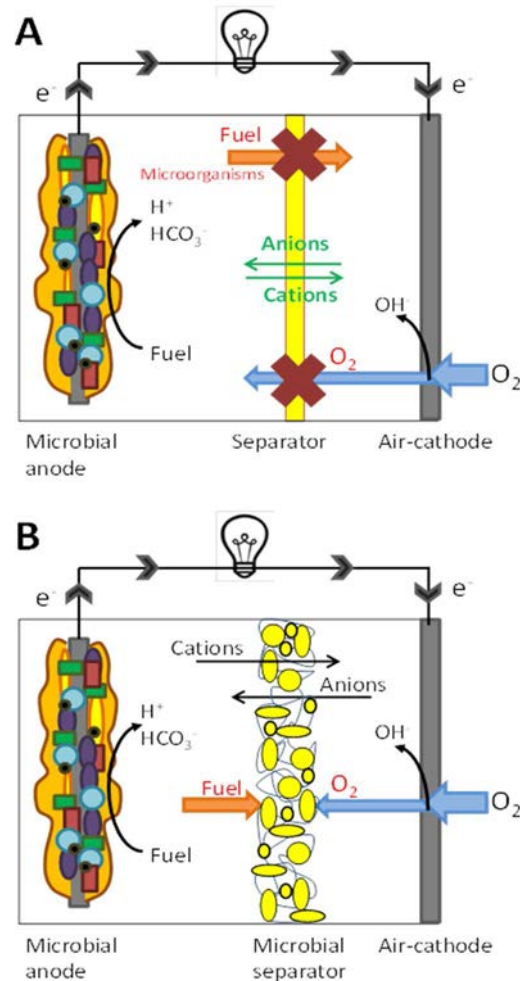 A
e⁻
e⁻
Fuel
Microorganisms
H⁺
HCO₃⁻
Anions
Cations
OH⁻
O₂
O₂
Fuel
Microbial
anode
Separator
Air-cathode
B
e⁻
e⁻
Cations
Anions
H⁺
HCO₃⁻
OH⁻
Fuel
O₂
O₂
Fuel
Microbial
anode
Microbial
separator
Air-cathode